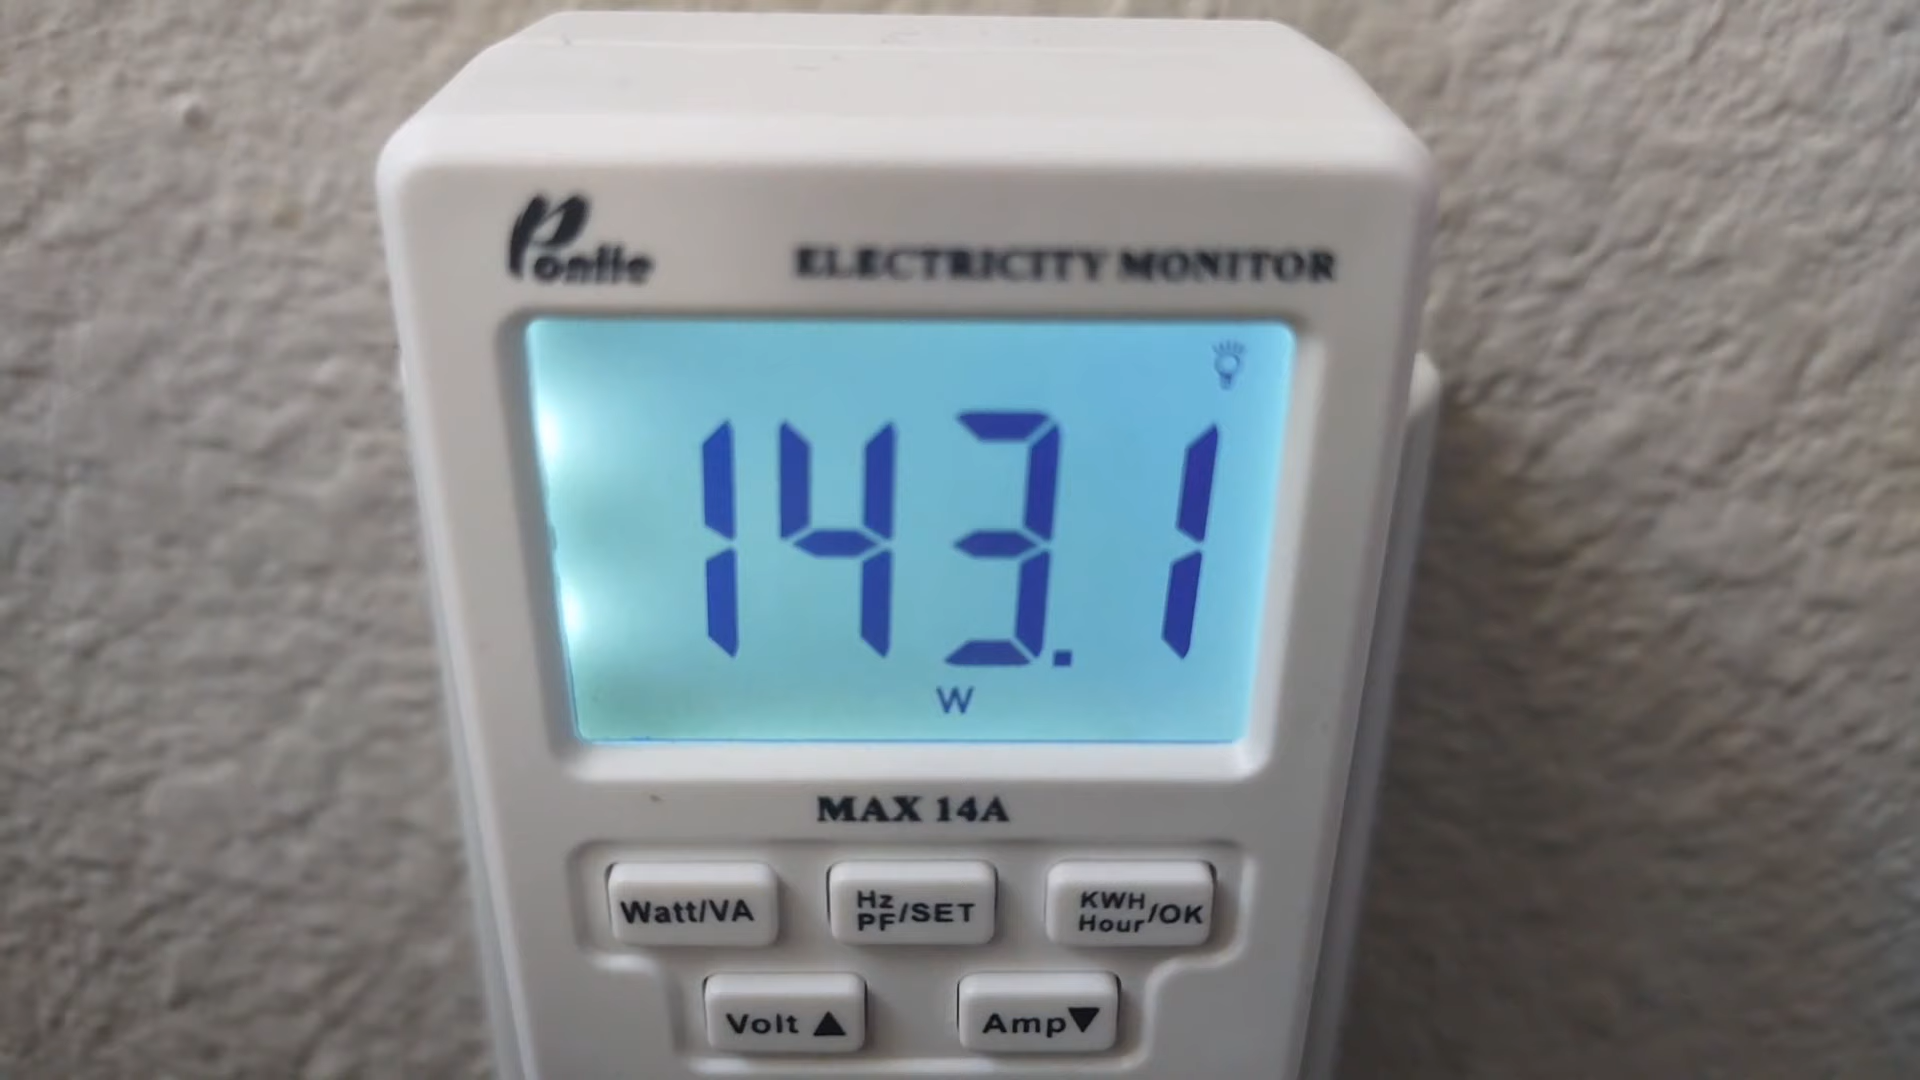 Ponlie
ELECTRICITY MONITOR
143.1
W
MAX 14A
Watt/VA
Hz
PF/SET
KWH
Hour/OK
Volt ▲
Amp▼